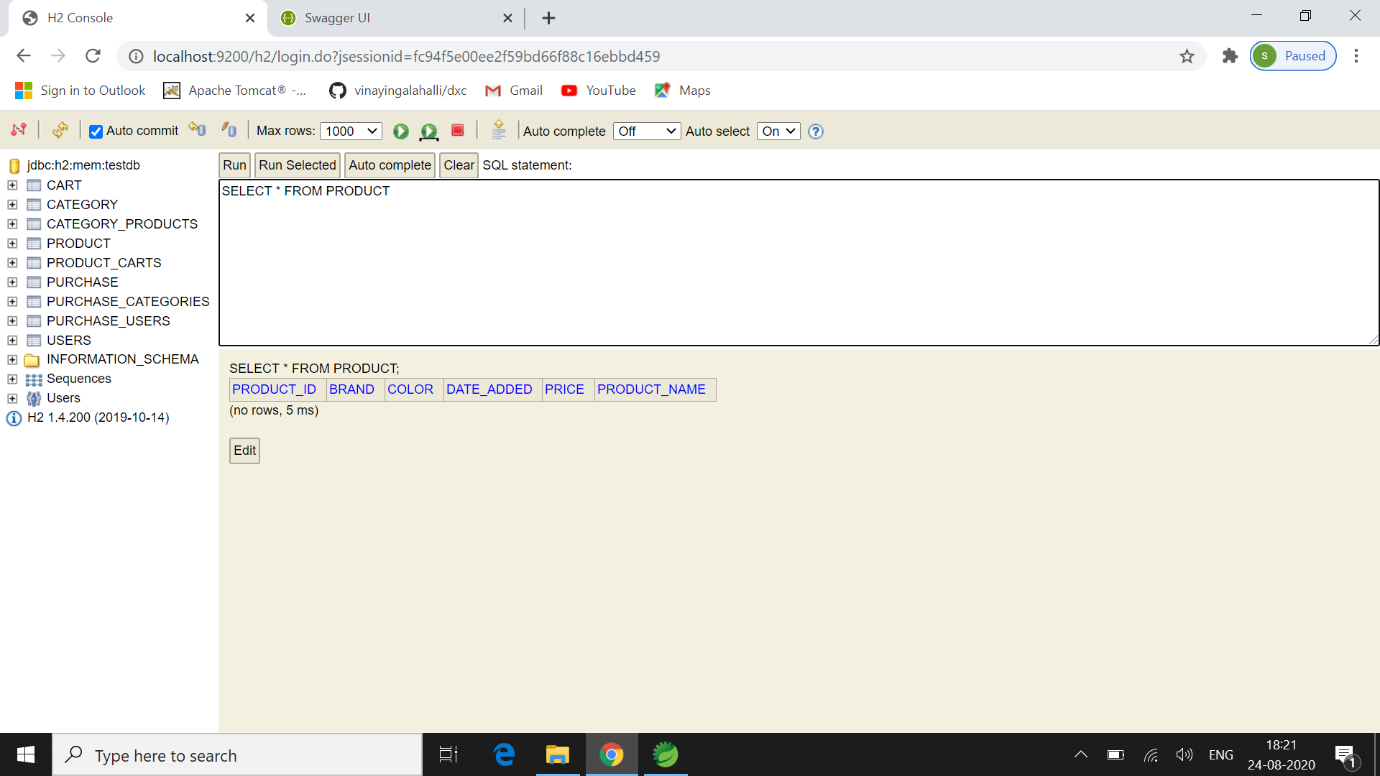 H2 Console
Swagger UI
localhost:9200/h2/login.do?jsessionid=fc94f5e00ee2f59bd66f88c16ebbd459
S Paused
Sign in to Outlook
Apache Tomcat® -...
vinayingalahalli/dxc
Gmail
YouTube
Maps
Auto commit
Max rows: 1000
Auto complete Off
Auto select On
jdbc:h2:mem:testdb
CART
CATEGORY
CATEGORY_PRODUCTS
PRODUCT
PRODUCT_CARTS
PURCHASE
PURCHASE_CATEGORIES
PURCHASE_USERS
USERS
INFORMATION_SCHEMA
Sequences
Users
H2 1.4.200 (2019-10-14)
Run Run Selected Auto complete Clear SQL statement:
SELECT * FROM PRODUCT
SELECT * FROM PRODUCT;
PRODUCT_ID BRAND COLOR DATE_ADDED PRICE PRODUCT_NAME
(no rows, 5 ms)
Edit
Type here to search
ENG
18:21
24-08-2020
1